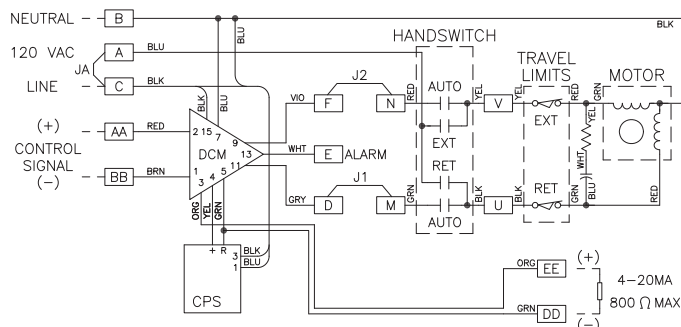 NEUTRAL
B
BLK
120 VAC
A
BLU
BLU
HANDSWITCH
JA
LINE
C
BLK
BLK
BLU
J2
AUTO
TRAVEL
LIMITS
MOTOR
VIO
F
N
RED
YEL
V
YEL
RED
GRN
EXT
EXT
YEL
(+)
AA
RED
2 15 7
9
CONTROL
SIGNAL
DCM
13
WHT
E
ALARM
RET
WHT
(-)
BB
BRN
1
11
3 4 5
J1
GRY
D
M
GRN
AUTO
BLK
U
BLK
RET
GRN
BLU
RED
ORG
YEL
GRN
+ R
3
BLK
1
BLU
CPS
ORG
EE
(+)
4-20MA
800 Ω MAX
GRN
DD
(-)